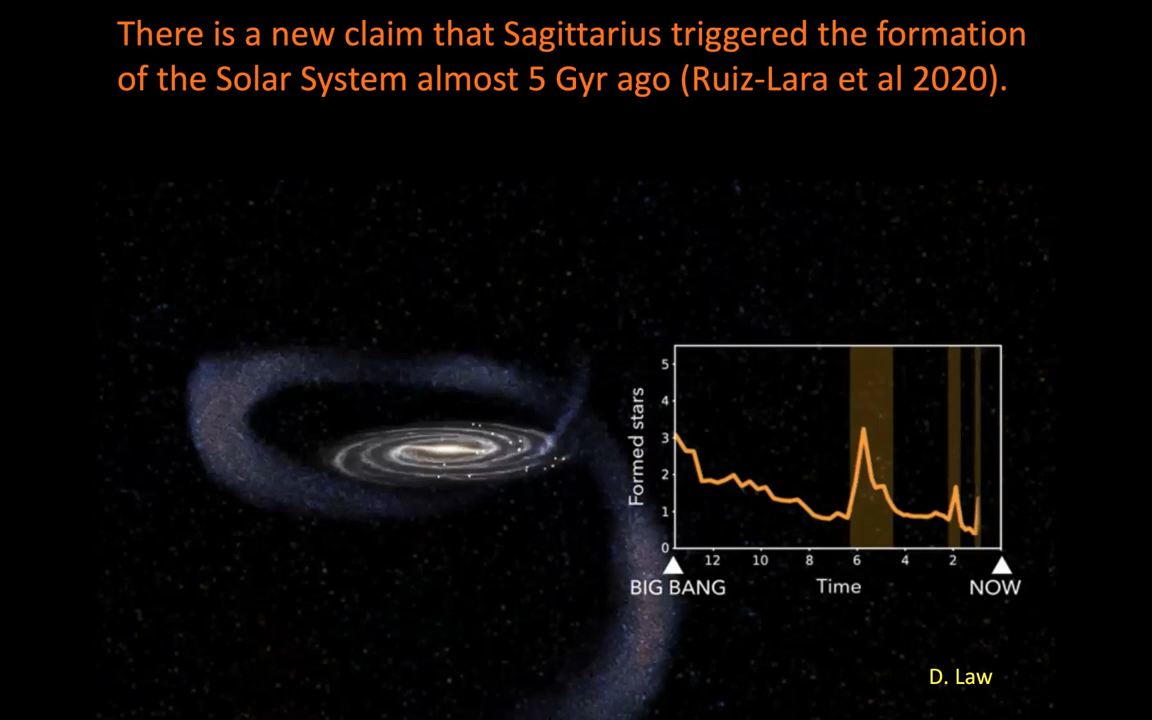 There is a new claim that Sagittarius triggered the formation
of the Solar System almost 5 Gyr ago (Ruiz-Lara et al 2020).
5
4
3
2
1
0
Formed stars
12 10 8 6 4 2
BIG BANG Time NOW
D. Law